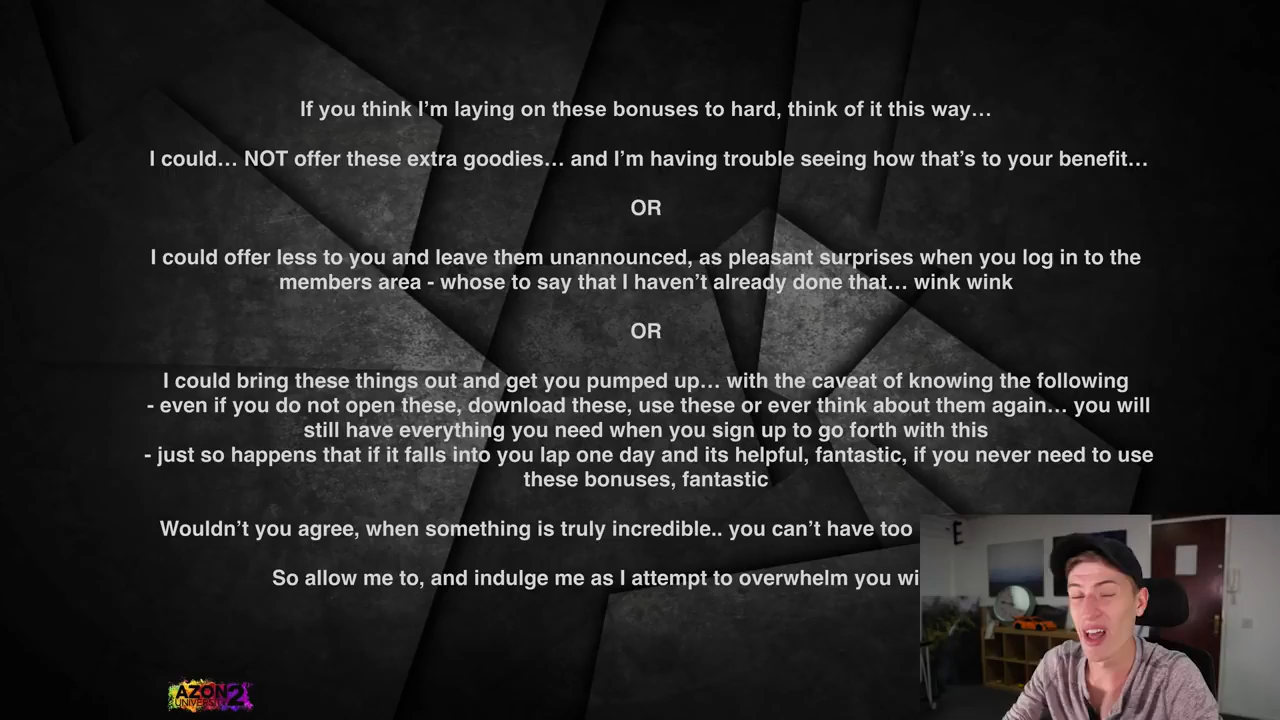 If you think I’m laying on these bonuses to hard, think of it this way…
I could… NOT offer these extra goodies… and I’m having trouble seeing how that’s to your benefit…
OR
I could offer less to you and leave them unannounced, as pleasant surprises when you log in to the
members area - whose to say that I haven’t already done that… wink wink
OR
I could bring these things out and get you pumped up… with the caveat of knowing the following
- even if you do not open these, download these, use these or ever think about them again… you will
still have everything you need when you sign up to go forth with this
- just so happens that if it falls into you lap one day and its helpful, fantastic, if you never need to use
these bonuses, fantastic
Wouldn’t you agree, when something is truly incredible.. you can’t have too
E
So allow me to, and indulge me as I attempt to overwhelm you wi
AZON 2